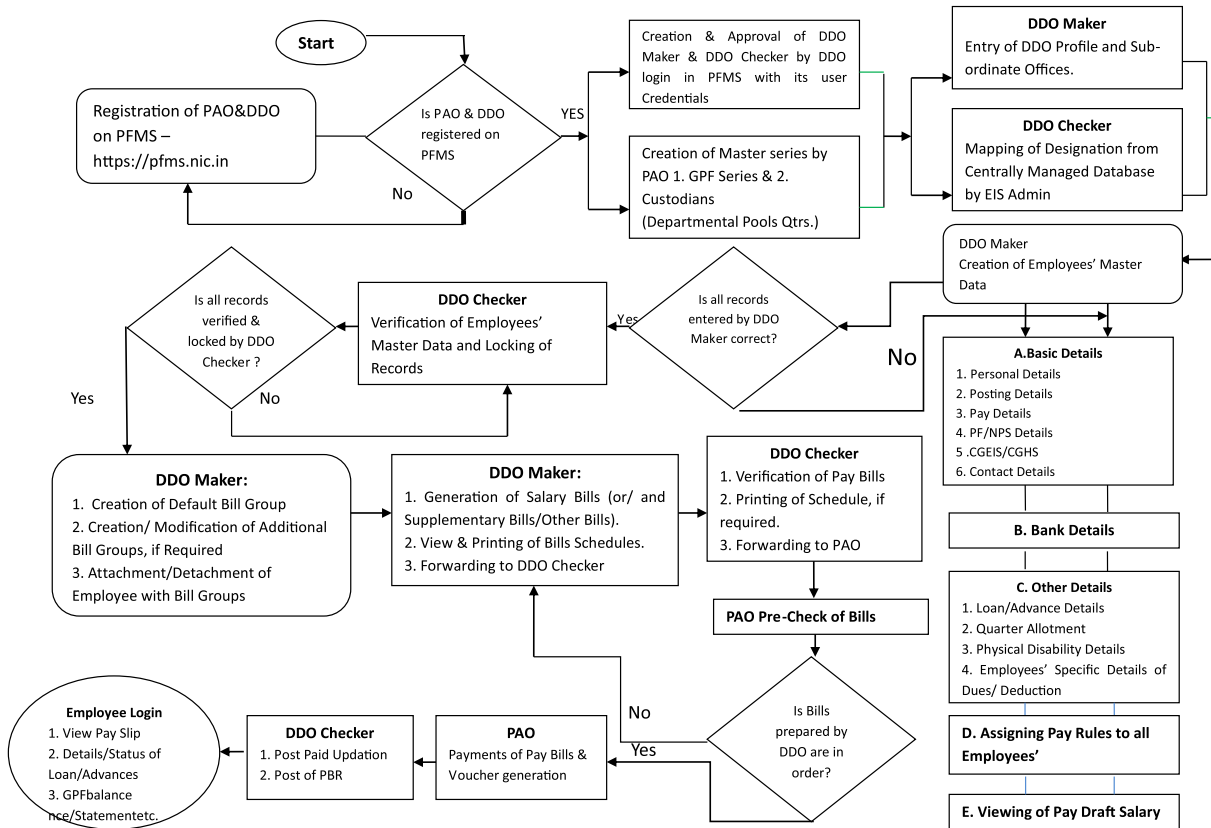 Start
Registration of PAO&DDO
on PFMS –
https://pfms.nic.in
Is PAO & DDO
registered on
PFMS
No
YES
Creation & Approval of DDO
Maker & DDO Checker by DDO
login in PFMS with its user
Credentials
Creation of Master series by
PAO 1. GPF Series & 2.
Custodians
(Departmental Pools Qtrs.)
DDO Maker
Entry of DDO Profile and Sub-
ordinate Offices.
DDO Checker
Mapping of Designation from
Centrally Managed Database
by EIS Admin
DDO Maker
Creation of Employees’ Master
Data
Is all records
entered by DDO
Maker correct?
Yes
No
DDO Checker
Verification of Employees’
Master Data and Locking of
Records
Is all records
verified &
locked by DDO
Checker ?
No
Yes
A.Basic Details
1. Personal Details
2. Posting Details
3. Pay Details
4. PF/NPS Details
5 .CGEIS/CGHS
6. Contact Details
B. Bank Details
C. Other Details
1. Loan/Advance Details
2. Quarter Allotment
3. Physical Disability Details
4. Employees’ Specific Details of
Dues/ Deduction
D. Assigning Pay Rules to all
Employees’
E. Viewing of Pay Draft Salary
DDO Maker:
1. Creation of Default Bill Group
2. Creation/ Modification of Additional
Bill Groups, if Required
3. Attachment/Detachment of
Employee with Bill Groups
DDO Maker:
1. Generation of Salary Bills (or/ and
Supplementary Bills/Other Bills).
2. View & Printing of Bills Schedules.
3. Forwarding to DDO Checker
DDO Checker
1. Verification of Pay Bills
2. Printing of Schedule, if
required.
3. Forwarding to PAO
PAO Pre-Check of Bills
Is Bills
prepared by
DDO are in
order?
No
Yes
PAO
Payments of Pay Bills &
Voucher generation
DDO Checker
1. Post Paid Updation
2. Post of PBR
Employee Login
1. View Pay Slip
2. Details/Status of
Loan/Advances
3. GPFbalance
nce/Statementetc.